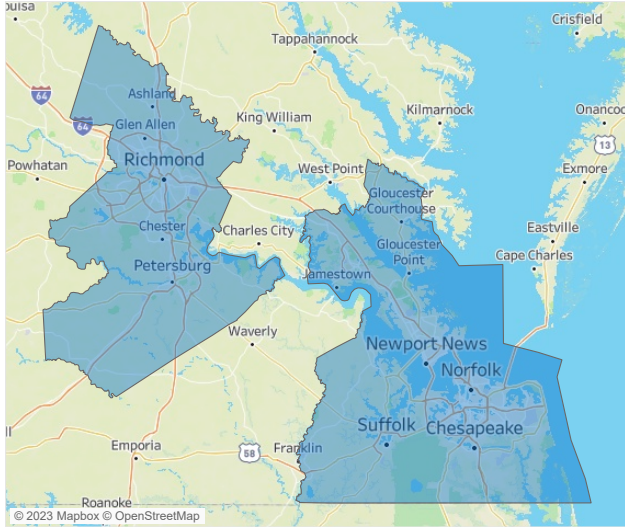 ouisa
Crisfield
Tappahannock
64
Ashland
Onancoc
Kilmarnock
64
Glen Allen
King William
13
Richmond
Powhatan
West Point
Exmore
Gloucester
Courthouse
Chester
Charles City
Eastville
Gloucester
Point
Cape Charles
Petersburg
Jamestown
Waverly
Newport News
Norfolk
Suffolk
Chesapeake
Emporia
58
Franklin
Roanoke
© 2023 Mapbox © OpenStreetMap